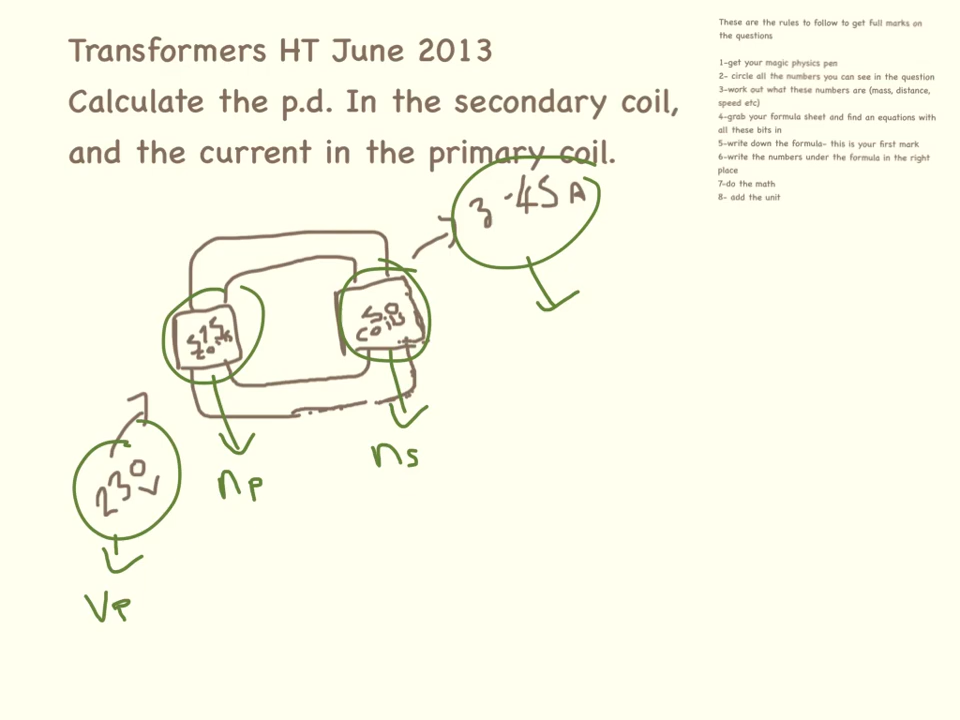 Transformers HT June 2013
Calculate the p.d. In the secondary coil,
and the current in the primary coil.
These are the rules to follow to get full marks on
the questions
1-get your magic physics pen
2- circle all the numbers you can see in the question
3-work out what these numbers are (mass, distance,
speed etc)
4-grab your formula sheet and find an equations with
all these bits in
5-write down the formula- this is your first mark
6-write the numbers under the formula in the right
place
7-do the math
8- add the unit
3.45 A
575
50
coils
230
V
np
ns
Vp